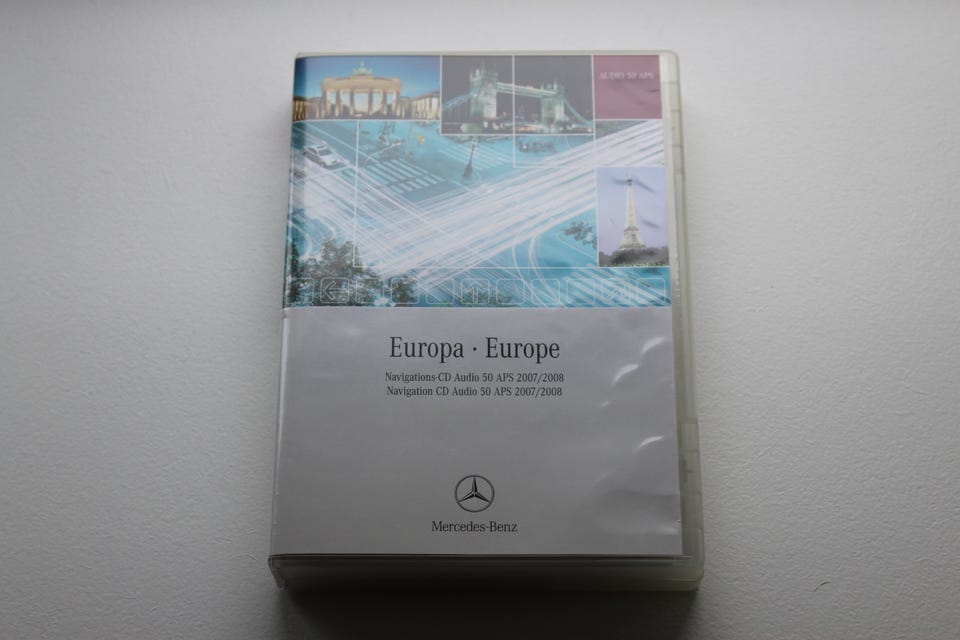 AUDIO 50 APS
Europa · Europe
Navigations-CD Audio 50 APS 2007/2008
Navigation CD Audio 50 APS 2007/2008
Mercedes-Benz